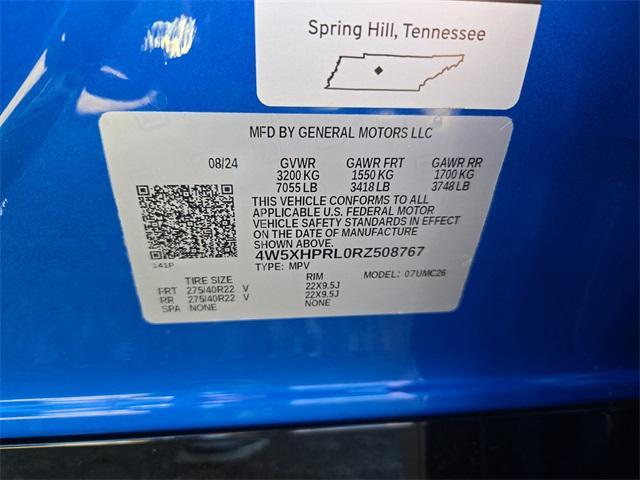 Spring Hill, Tennessee
MFD BY GENERAL MOTORS LLC
08/24 GVWR GAWR FRT GAWR RR
3200 KG 1550 KG 1700 KG
7055 LB 3418 LB 3748 LB
THIS VEHICLE CONFORMS TO ALL
APPLICABLE U.S. FEDERAL MOTOR
VEHICLE SAFETY STANDARDS IN EFFECT
ON THE DATE OF MANUFACTURE
SHOWN ABOVE.
4W5XHPRL0RZ508767
141P TYPE: MPV MODEL: 07UMC26
TIRE SIZE RIM
FRT 275/40R22 V 22X9.5J
RR 275/40R22 V 22X9.5J
SPA NONE NONE